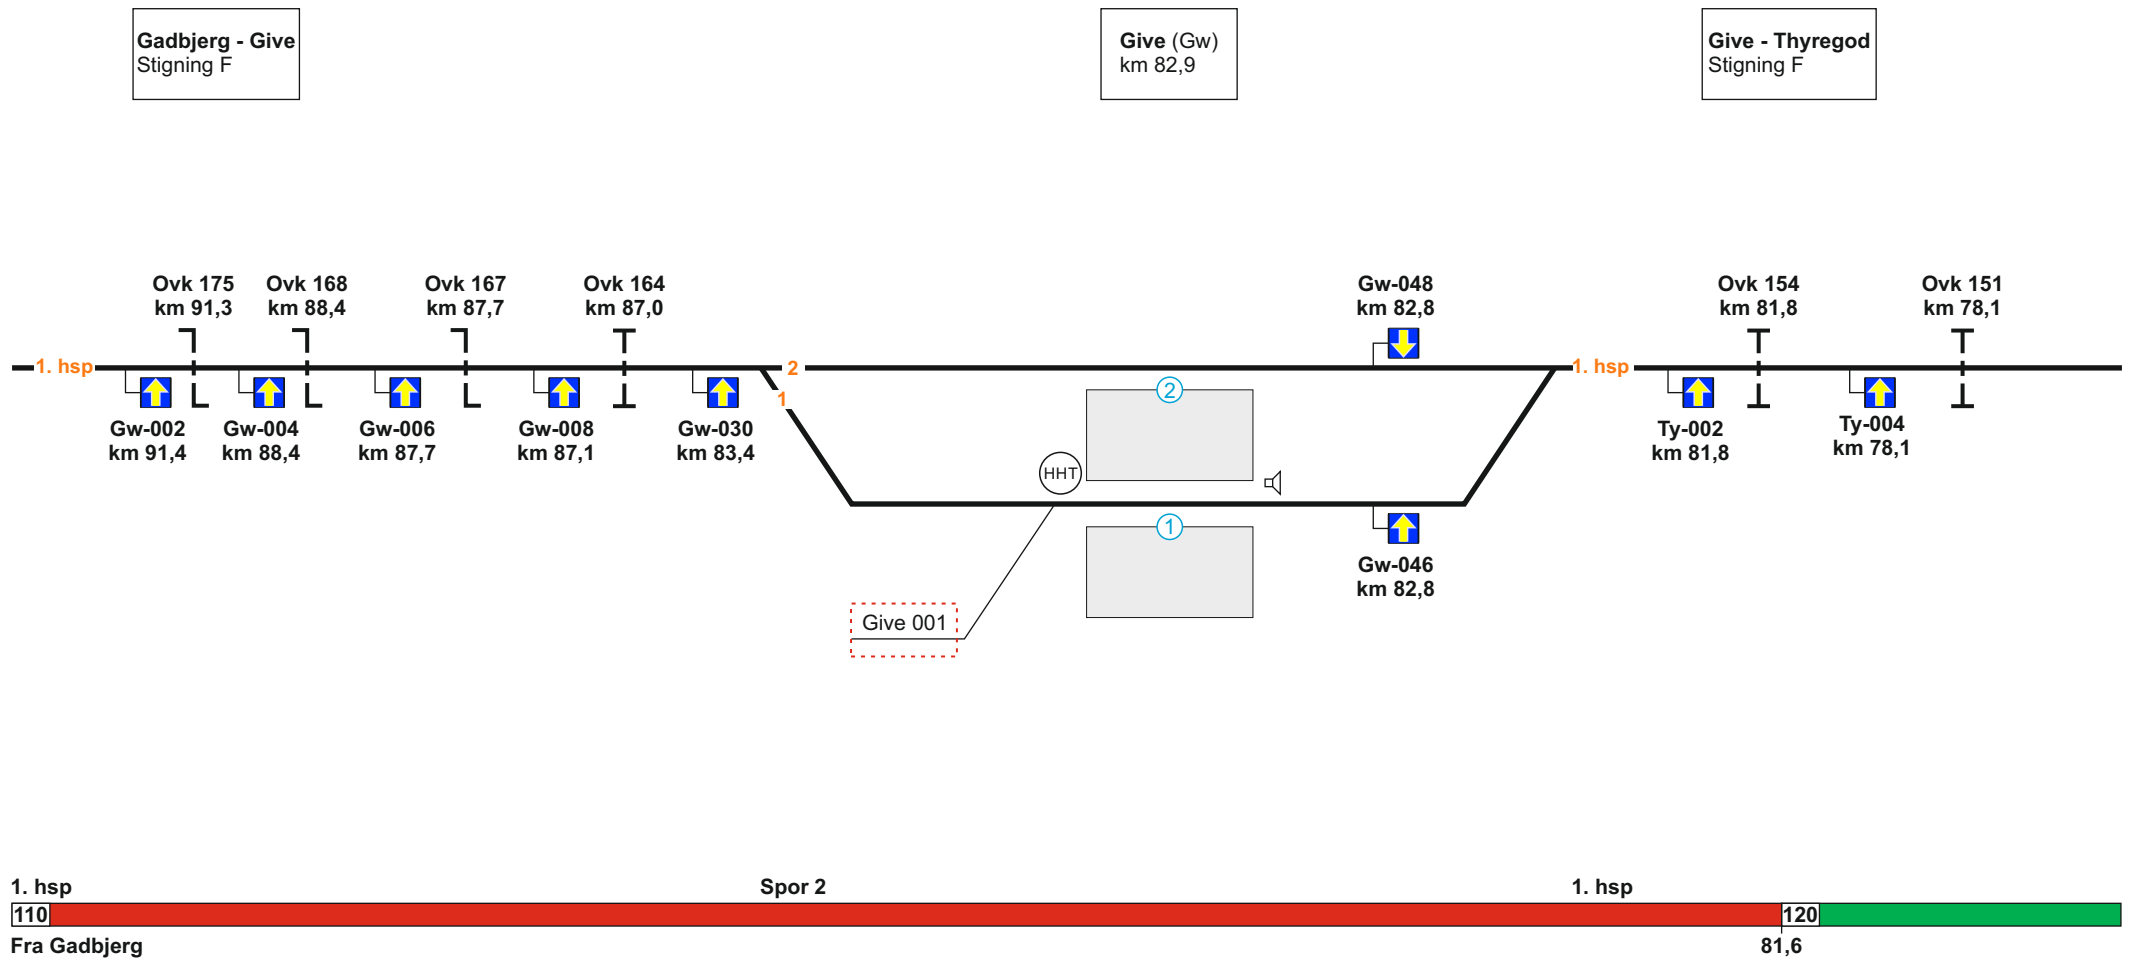 Gadbjerg - Give
Stigning F
Give (Gw)
km 82,9
Give - Thyregod
Stigning F
Ovk 175
km 91,3
Ovk 168
km 88,4
Ovk 167
km 87,7
Ovk 164
km 87,0
Gw-048
km 82,8
Ovk 154
km 81,8
Ovk 151
km 78,1
1. hsp
2
1. hsp
1
2
Gw-002
km 91,4
Gw-004
km 88,4
Gw-006
km 87,7
Gw-008
km 87,1
Gw-030
km 83,4
Ty-002
km 81,8
Ty-004
km 78,1
HHT
1
Gw-046
km 82,8
Give 001
1. hsp
Spor 2
1. hsp
110
120
Fra Gadbjerg
81,6